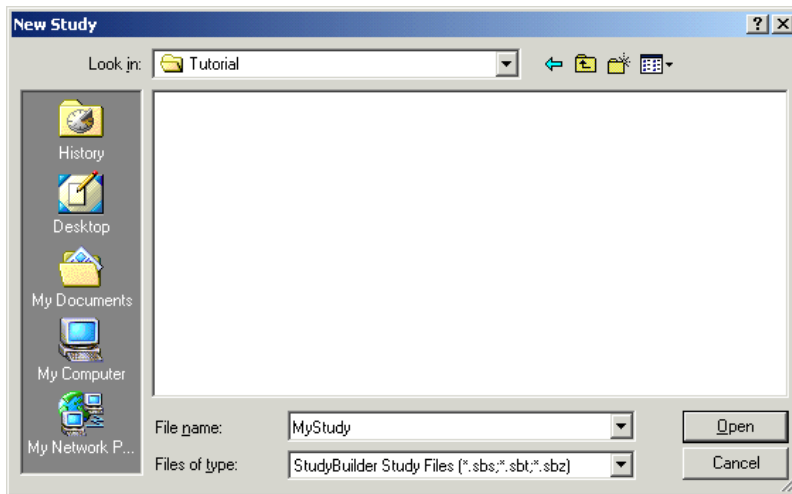 New Study
Look in: Tutorial
History
Desktop
My Documents
My Computer
My Network P...
File name: MyStudy Open
Files of type: StudyBuilder Study Files (*.sbs;*.sbt;*.sbz) Cancel